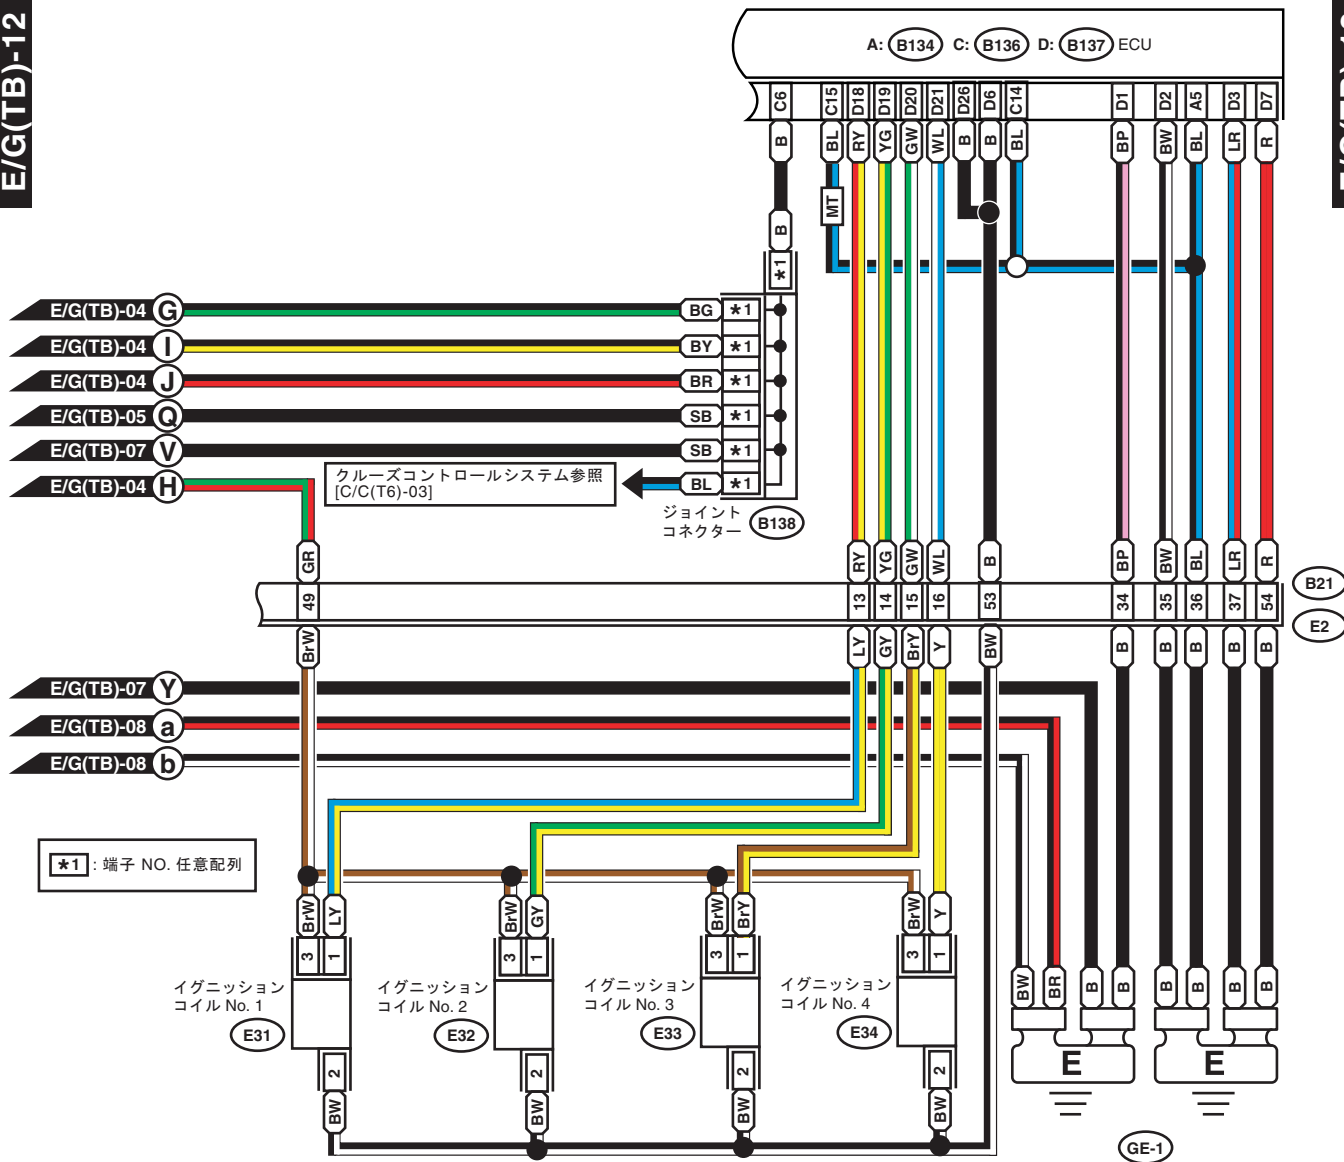 E/G(TB)-12
A: B134 C: B136 D: B137 ECU
C6 C15 D18 D19 D20 D21 D26 D6 C14 D1 D2 A5 D3 D7
B BL RY YG GW WL B B BL BP BW BL LR R
MT
B
*1
E/G(TB)-04 G BG *1
E/G(TB)-04 I BY *1
E/G(TB)-04 J BR *1
E/G(TB)-05 Q SB *1
E/G(TB)-07 V SB *1
E/G(TB)-04 H
クルーズコントロールシステム参照
[C/C(T6)-03]
BL *1
ジョイント
コネクター
B138
GR RY YG GW WL B BP BW BL LR R
49 13 14 15 16 53 34 35 36 37 54
B21
E2
BrW LY GY BrY Y BW B B B B B
E/G(TB)-07 Y
E/G(TB)-08 a
E/G(TB)-08 b
*1 : 端子 NO. 任意配列
BrW LY BrW GY BrW BrY BrW Y
3 1 3 1 3 1 3 1
イグニッション
コイル No. 1
E31
イグニッション
コイル No. 2
E32
イグニッション
コイル No. 3
E33
イグニッション
コイル No. 4
E34
2 2 2 2
BW BW BW BW
BW BR B B B B B B
E E
GE-1